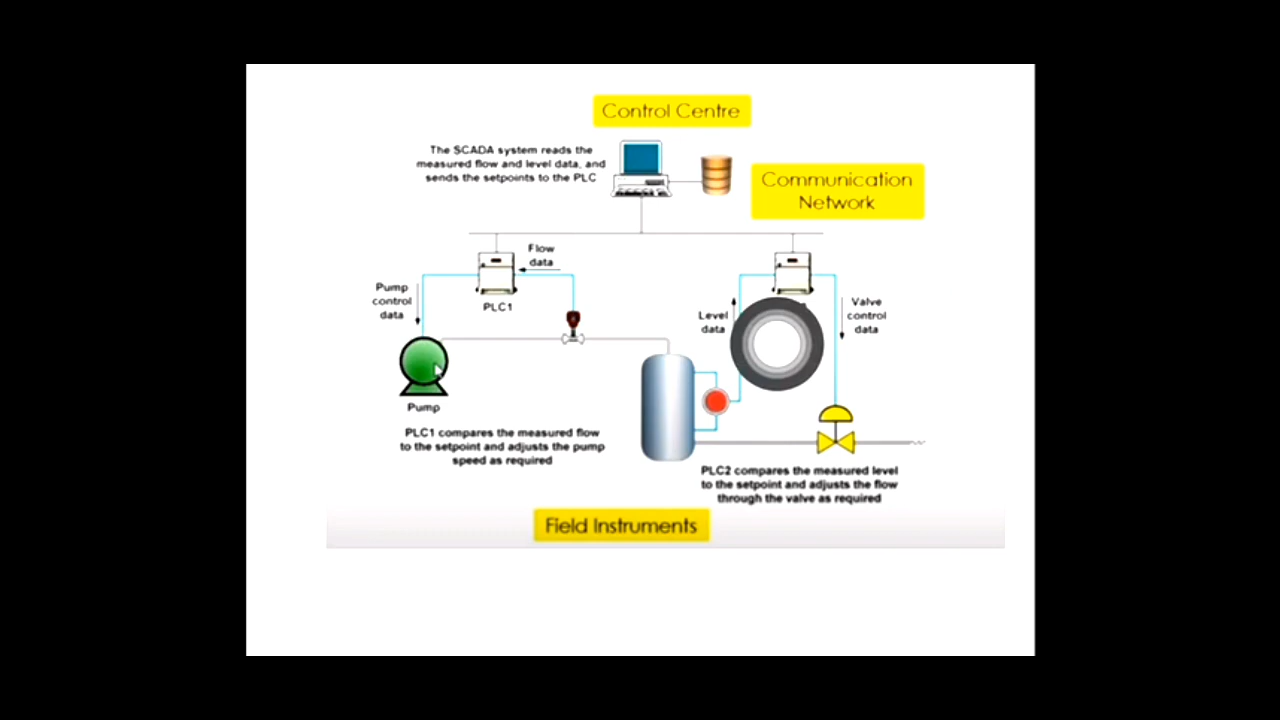 Control Centre
The SCADA system reads the
measured flow and level data, and
sends the setpoints to the PLC
Communication
Network
Flow
data
PLC1
Pump
control
data
Level
data
Valve
control
data
Pump
PLC1 compares the measured flow
to the setpoint and adjusts the pump
speed as required
PLC2 compares the measured level
to the setpoint and adjusts the flow
through the valve as required
Field Instruments